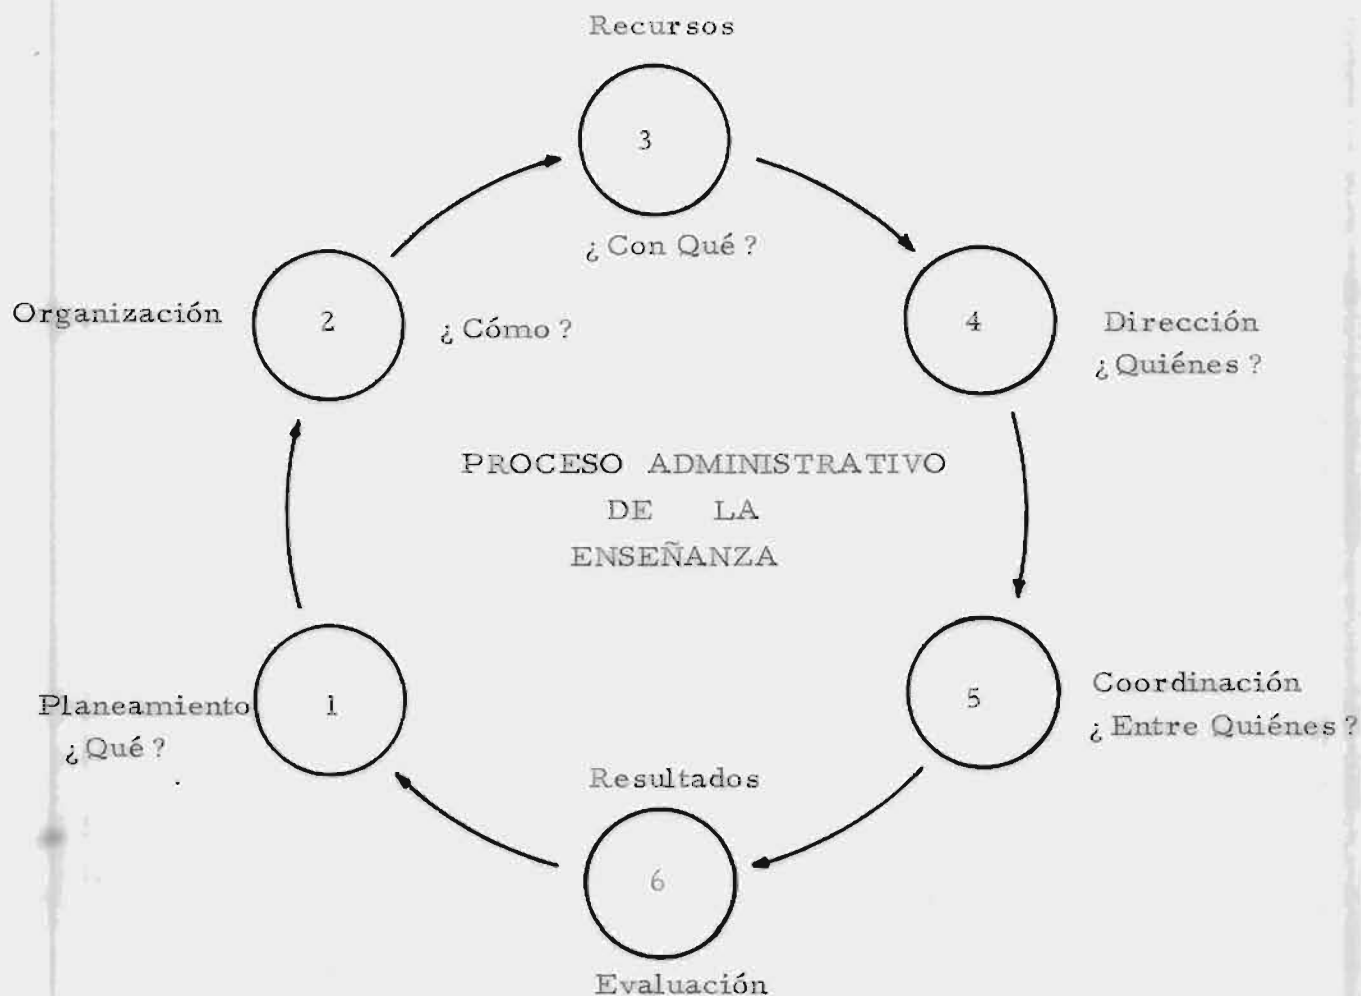 Recursos
3
¿Con Qué?
Organización
2
¿Cómo?
4
Dirección
¿Quiénes?
PROCESO ADMINISTRATIVO
DE LA
ENSEÑANZA
Planeamiento
¿Qué?
1
5
Coordinación
¿Entre Quiénes?
Resultados
6
Evaluación